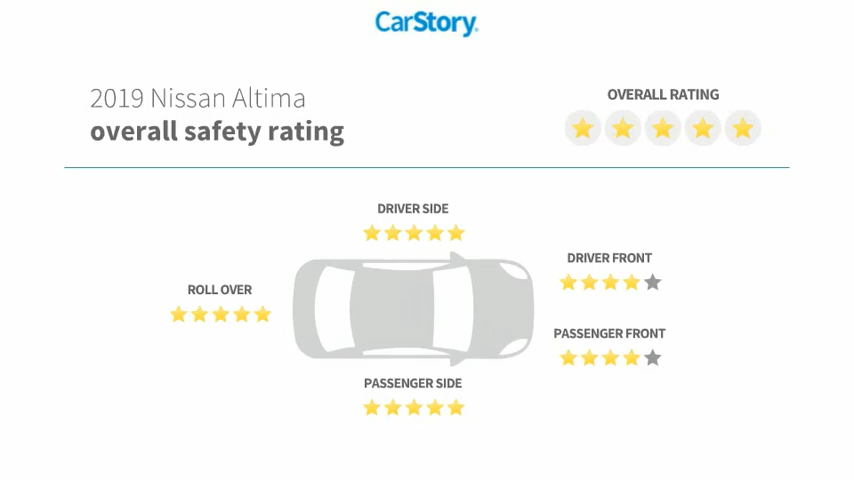 CarStory.
2019 Nissan Altima
overall safety rating
OVERALL RATING
DRIVER SIDE
DRIVER FRONT
ROLL OVER
PASSENGER FRONT
PASSENGER SIDE